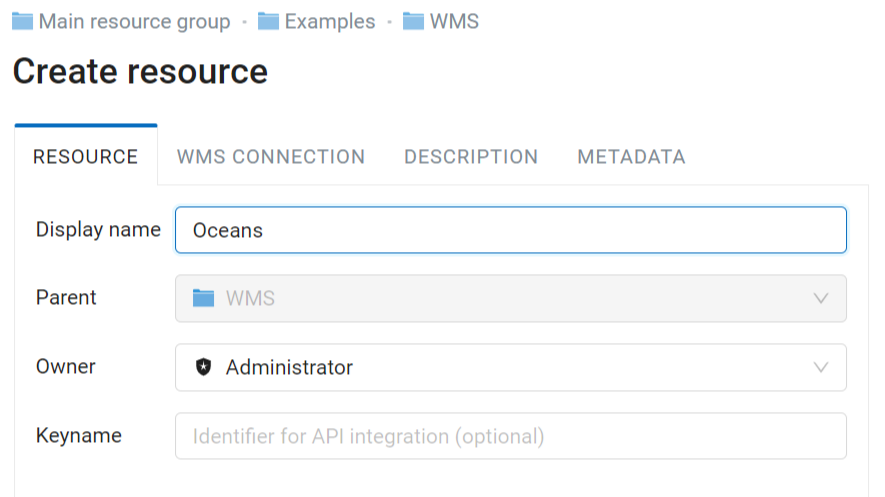 Main resource group · Examples · WMS
Create resource
RESOURCE WMS CONNECTION DESCRIPTION METADATA
Display name Oceans
Parent WMS
Owner Administrator
Keyname Identifier for API integration (optional)